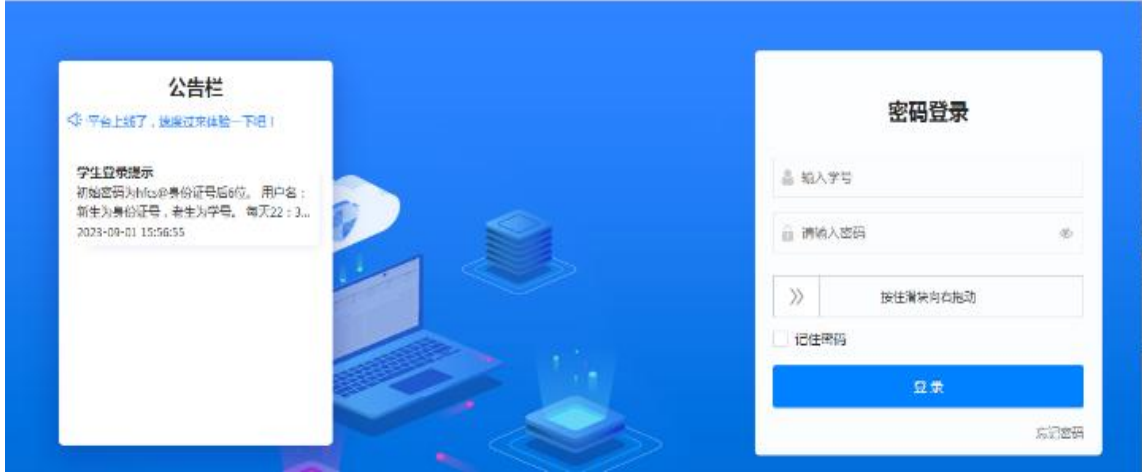 公告栏
平台上线了，速度过来体验一下吧！
学生登录提示
初始密码为hfcs@身份证号后6位。 用户名：
新生为身份证号，老生为学号。 每天22：3...
2023-09-01 15:56:55
密码登录
输入学号
请输入密码
按住滑块向右拖动
记住密码
登录
忘记密码